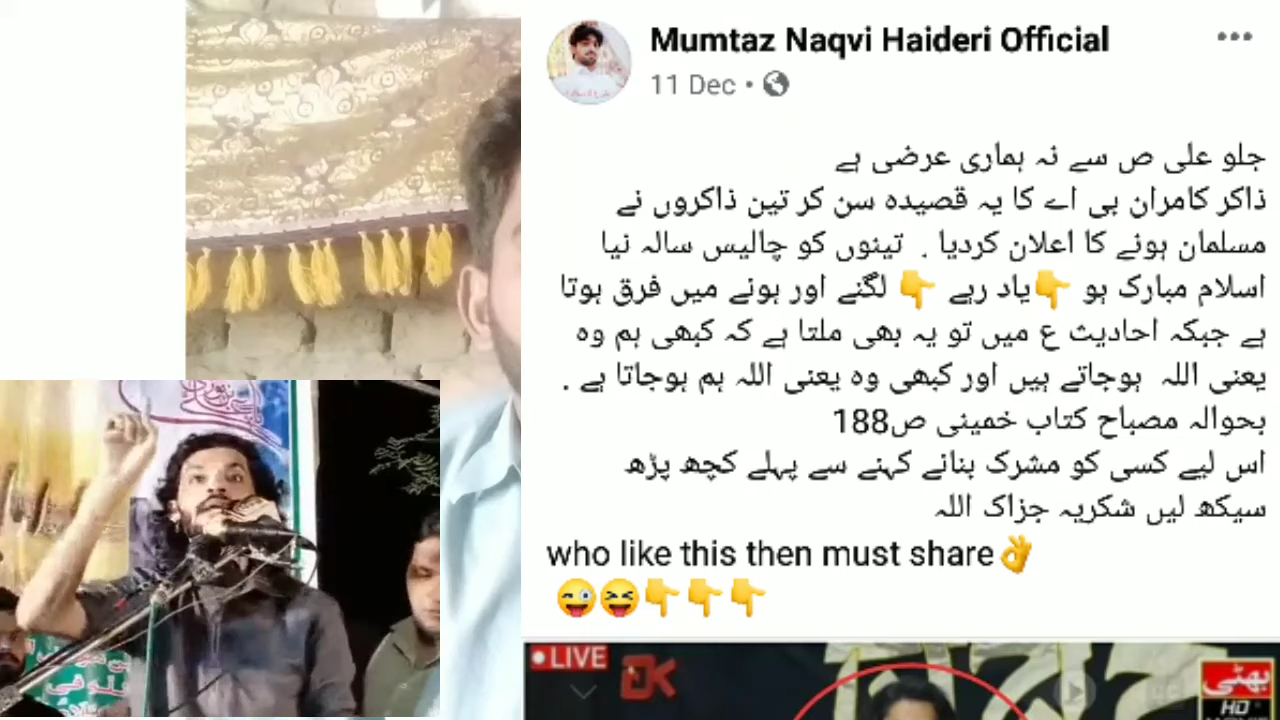 Mumtaz Naqvi Haideri Official
11 Dec
جلو علی ص سے نہ ہماری عرضی ہے
ذاکر کامران بی اے کا یہ قصیدہ سن کر تین ذاکروں نے
مسلمان ہونے کا اعلان کردیا . تینوں کو چالیس سالہ نیا
اسلام مبارک ہو 👇یاد رہے 👇 لگنے اور ہونے میں فرق ہوتا
ہے جبکہ احادیث ع میں تو یہ بھی ملتا ہے کہ کبھی ہم وہ
یعنی اللہ ہوجاتے ہیں اور کبھی وہ یعنی اللہ ہم ہوجاتا ہے .
بحوالہ مصباح کتاب خمینی ص188
اس لیے کسی کو مشرک بنانے کہنے سے پہلے کچھ پڑھ
سیکھ لیں شکریہ جزاک اللہ
who like this then must share👌
😜😝👇👇👇
LIVE
بھٹی
HD